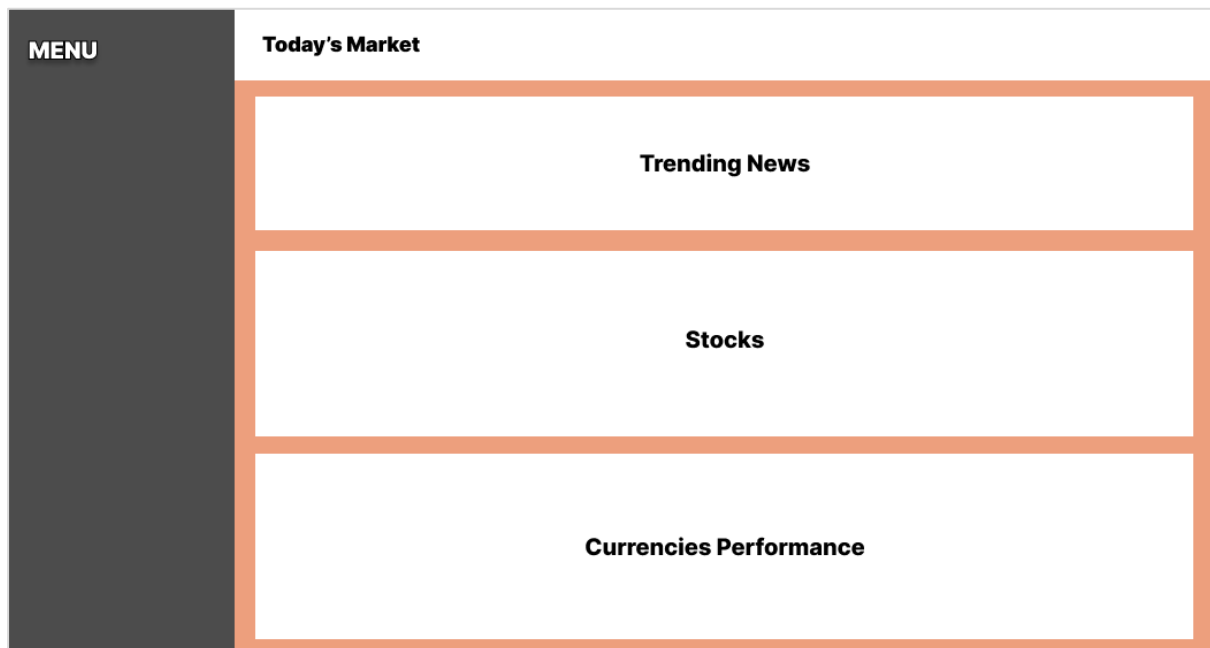 MENU
Today’s Market
Trending News
Stocks
Currencies Performance